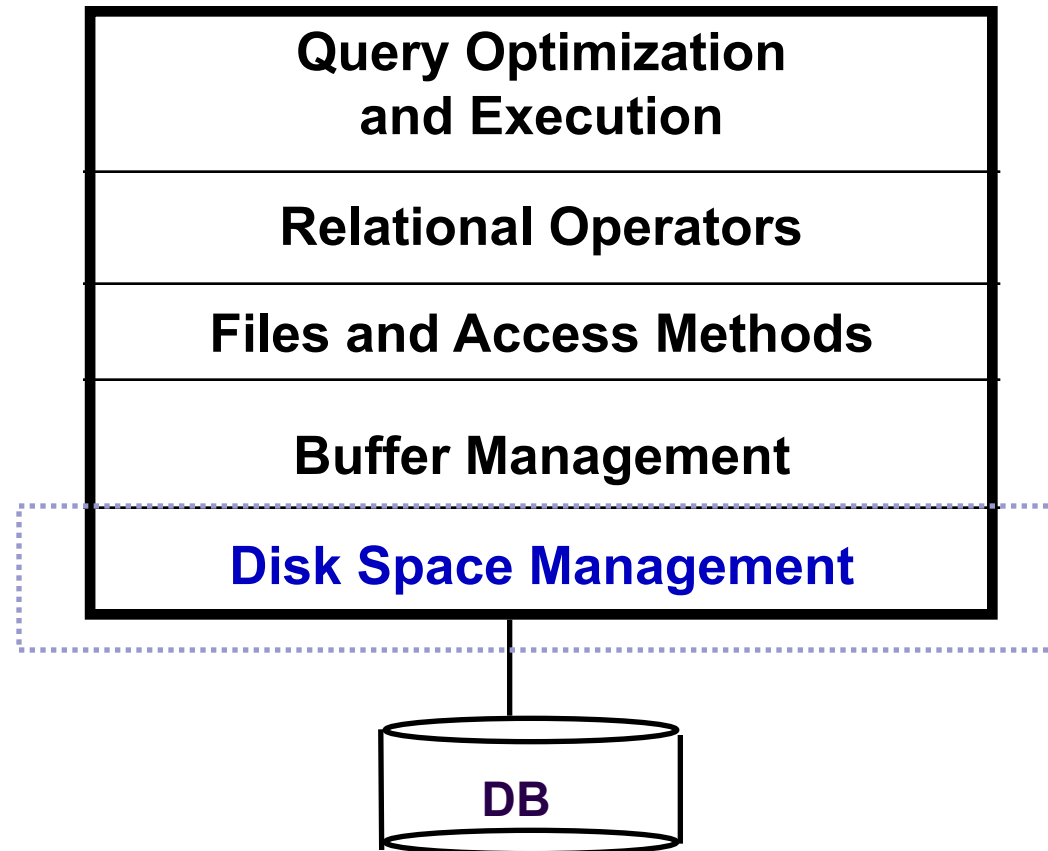 Query Optimization
and Execution
Relational Operators
Files and Access Methods
Buffer Management
Disk Space Management
DB